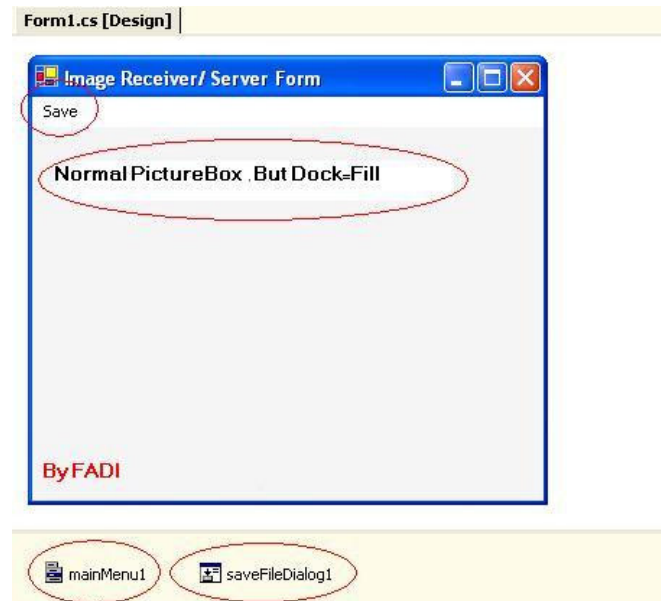 Form1.cs [Design]
Image Receiver/ Server Form
Save
Normal PictureBox .But Dock=Fill
By FADI
mainMenu1
saveFileDialog1